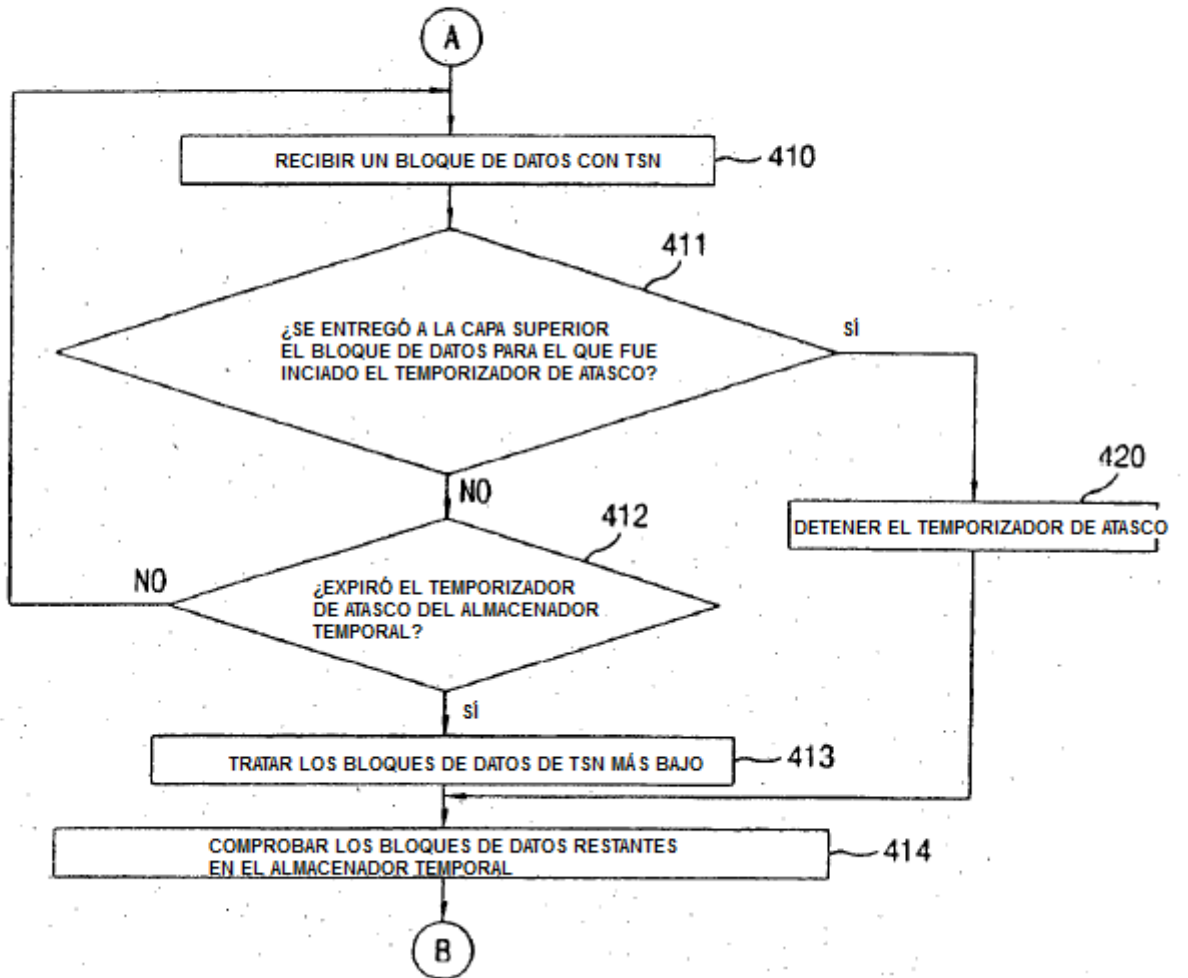 A
RECIBIR UN BLOQUE DE DATOS CON TSN
410
411
¿SE ENTREGÓ A LA CAPA SUPERIOR
EL BLOQUE DE DATOS PARA EL QUE FUE
INCIADO EL TEMPORIZADOR DE ATASCO?
SÍ
NO
420
DETENER EL TEMPORIZADOR DE ATASCO
412
NO
¿EXPIRÓ EL TEMPORIZADOR
DE ATASCO DEL ALMACENADOR
TEMPORAL?
SÍ
TRATAR LOS BLOQUES DE DATOS DE TSN MÁS BAJO
413
COMPROBAR LOS BLOQUES DE DATOS RESTANTES
EN EL ALMACENADOR TEMPORAL
414
B